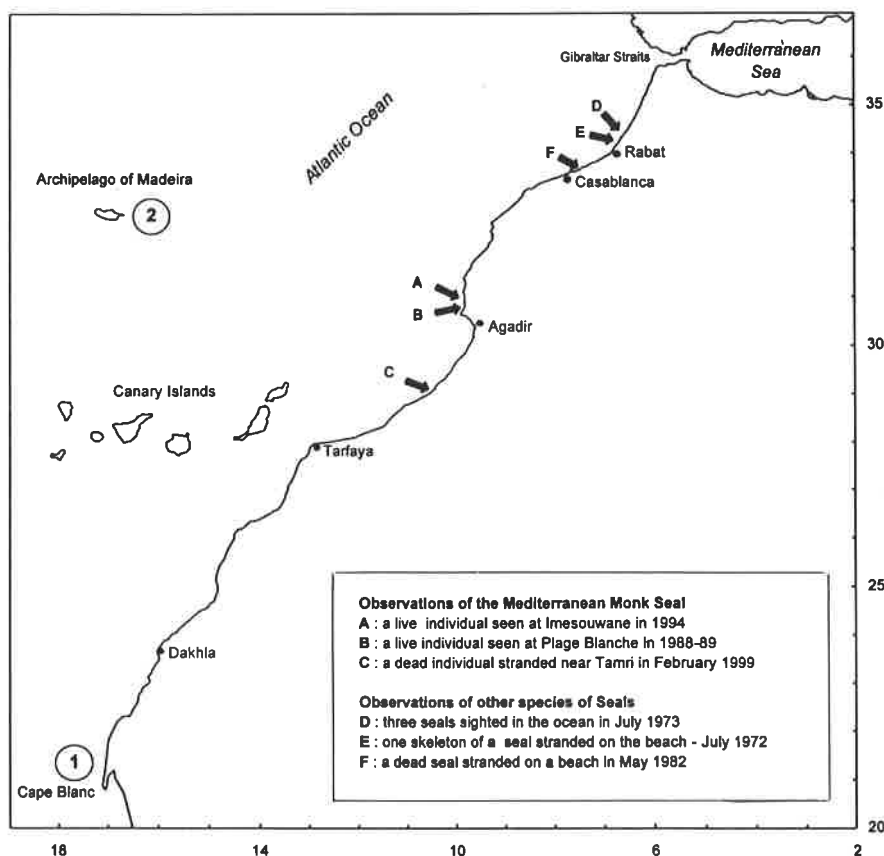 Gibraltar Straits
Mediterranean
Sea
35
Atlantic Ocean
D
E
Rabat
F
Casablanca
Archipelago of Madeira
2
A
B
Agadir
30
C
Canary Islands
Tarfaya
25
Observations of the Mediterranean Monk Seal
A : a live individual seen at Imesouwane in 1994
B : a live individual seen at Plage Blanche in 1988-89
C : a dead individual stranded near Tamri in February 1999
Dakhla
Observations of other species of Seals
D : three seals sighted in the ocean in July 1973
E : one skeleton of a seal stranded on the beach - July 1972
F : a dead seal stranded on a beach in May 1982
1
Cape Blanc
20
18 14 10 6 2